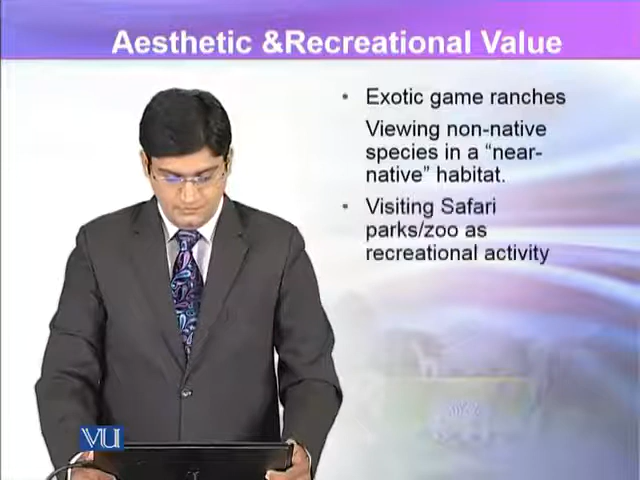 Aesthetic &Recreational Value
• Exotic game ranches
Viewing non-native
species in a “near-
native” habitat.
• Visiting Safari
parks/zoo as
recreational activity
VU